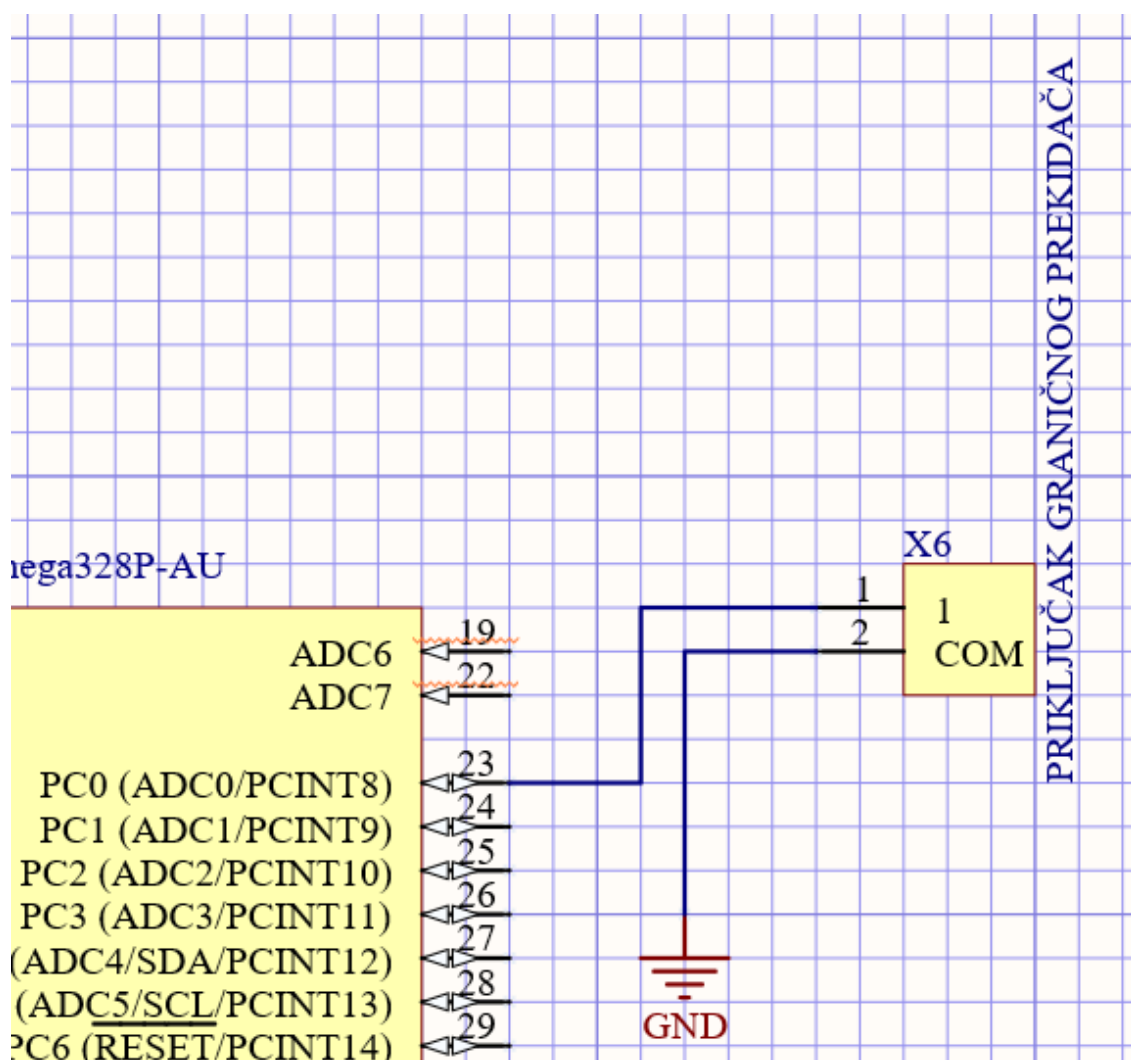 PRIKLJUČAK GRANIČNOG PREKIDAČA
X6
mega328P-AU
1
1
2
COM
19
ADC6
22
ADC7
23
PC0 (ADC0/PCINT8)
24
PC1 (ADC1/PCINT9)
25
PC2 (ADC2/PCINT10)
26
PC3 (ADC3/PCINT11)
27
(ADC4/SDA/PCINT12)
28
(ADC5/SCL/PCINT13)
29
PC6 (RESET/PCINT14)
GND